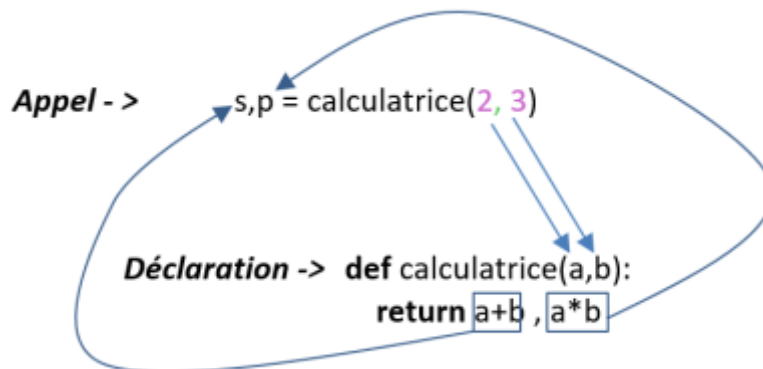 Appel - > s,p = calculatrice(2, 3)
Déclaration -> def calculatrice(a,b):
return a+b , a*b